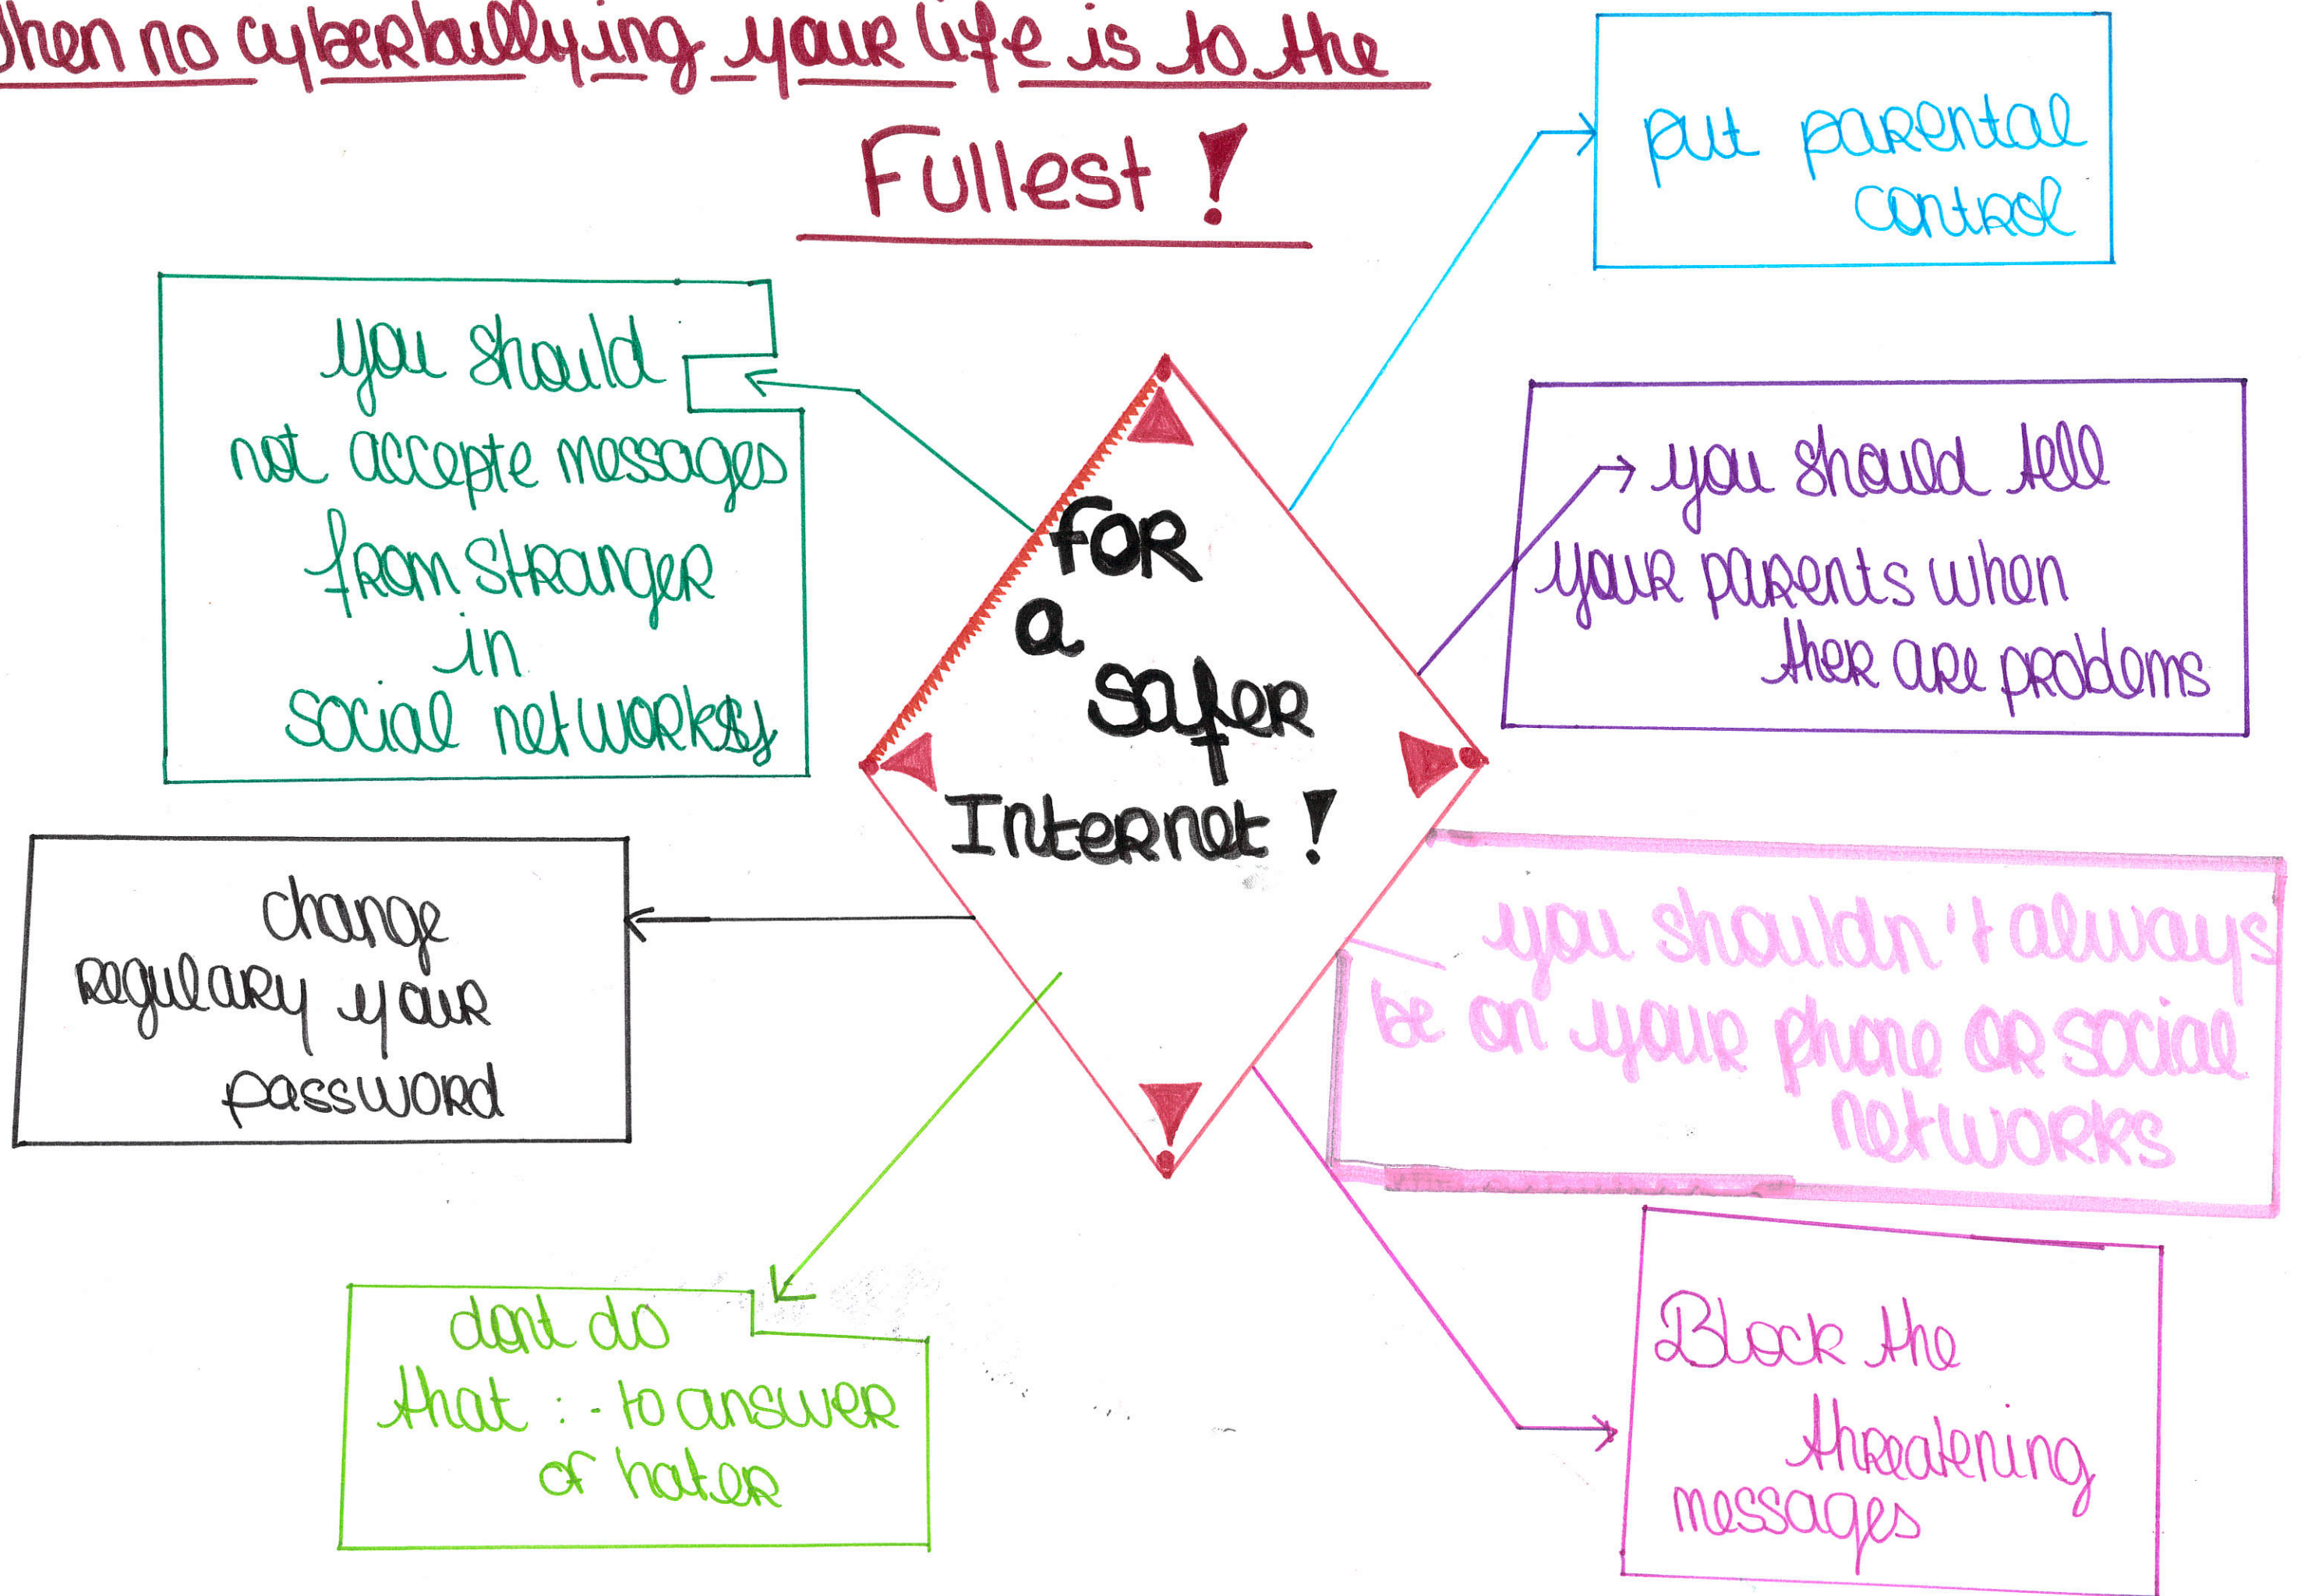 when no cyberbullying your life is to the
Fullest !
put parental
control
you should
not accepte messages
from stranger
in
social networks
you should tell
your parents when
ther are problems
for
a
safer
Internet !
change
regulary your
password
you shouldn't always
be on your phone or social
networks
dont do
that : - to answer
of hater
Block the
threatening
messages